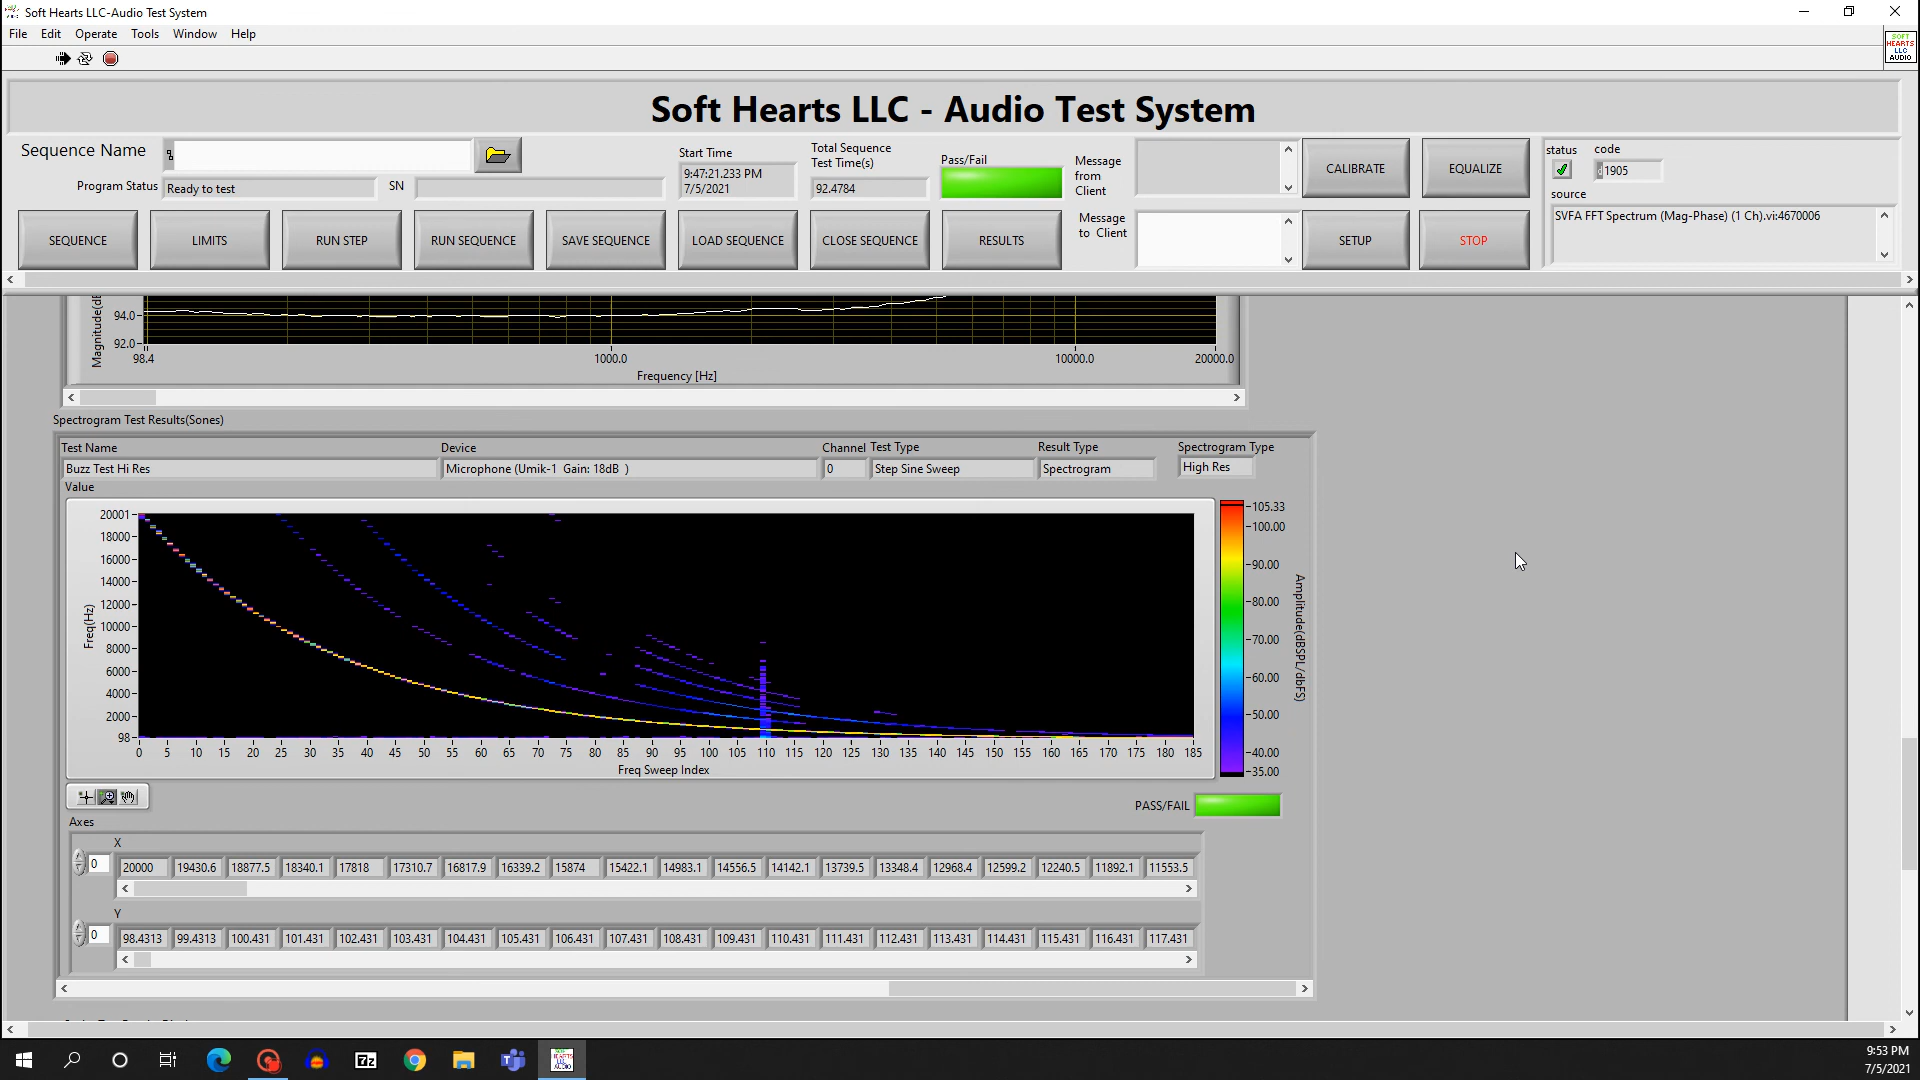 Soft Hearts LLC-Audio Test System
File Edit Operate Tools Window Help
SOFT HEARTS LLC AUDIO
Soft Hearts LLC - Audio Test System
Sequence Name
Program Status Ready to test SN
Start Time
9:47:21.233 PM
7/5/2021
Total Sequence
Test Time(s)
92.4784
Pass/Fail
Message
from
Client
Message
to Client
CALIBRATE EQUALIZE
status code
1905
source
SVFA FFT Spectrum (Mag-Phase) (1 Ch).vi:4670006
SEQUENCE LIMITS RUN STEP RUN SEQUENCE SAVE SEQUENCE LOAD SEQUENCE CLOSE SEQUENCE RESULTS SETUP STOP
94.0
92.0
98.4 1000.0 10000.0 20000.0
Frequency [Hz]
Spectrogram Test Results(Sones)
Test Name Device Channel Test Type Result Type Spectrogram Type
Buzz Test Hi Res Microphone (Umik-1 Gain: 18dB ) 0 Step Sine Sweep Spectrogram High Res
Value
Freq(Hz)
20001
18000
16000
14000
12000
10000
8000
6000
4000
2000
98
0 5 10 15 20 25 30 35 40 45 50 55 60 65 70 75 80 85 90 95 100 105 110 115 120 125 130 135 140 145 150 155 160 165 170 175 180 185
Freq Sweep Index
105.33
100.00
90.00
80.00
70.00
60.00
50.00
40.00
35.00
Amplitude(dBSPL/dbFS)
PASS/FAIL
Axes
X
0 20000 19430.6 18877.5 18340.1 17818 17310.7 16817.9 16339.2 15874 15422.1 14983.1 14556.5 14142.1 13739.5 13348.4 12968.4 12599.2 12240.5 11892.1 11553.5
Y
0 98.4313 99.4313 100.431 101.431 102.431 103.431 104.431 105.431 106.431 107.431 108.431 109.431 110.431 111.431 112.431 113.431 114.431 115.431 116.431 117.431
7z
9:53 PM
7/5/2021